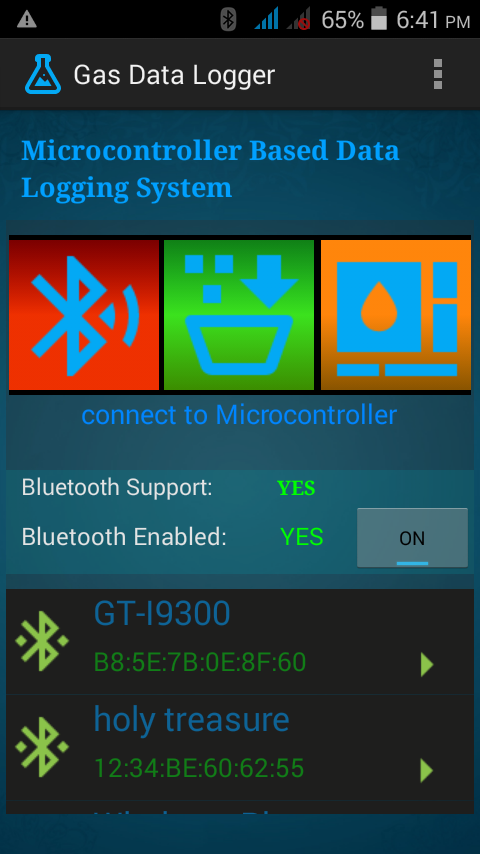 65% 6:41 PM
Gas Data Logger
Microcontroller Based Data
Logging System
connect to Microcontroller
Bluetooth Support: YES
Bluetooth Enabled: YES ON
GT-I9300
B8:5E:7B:0E:8F:60
holy treasure
12:34:BE:60:62:55